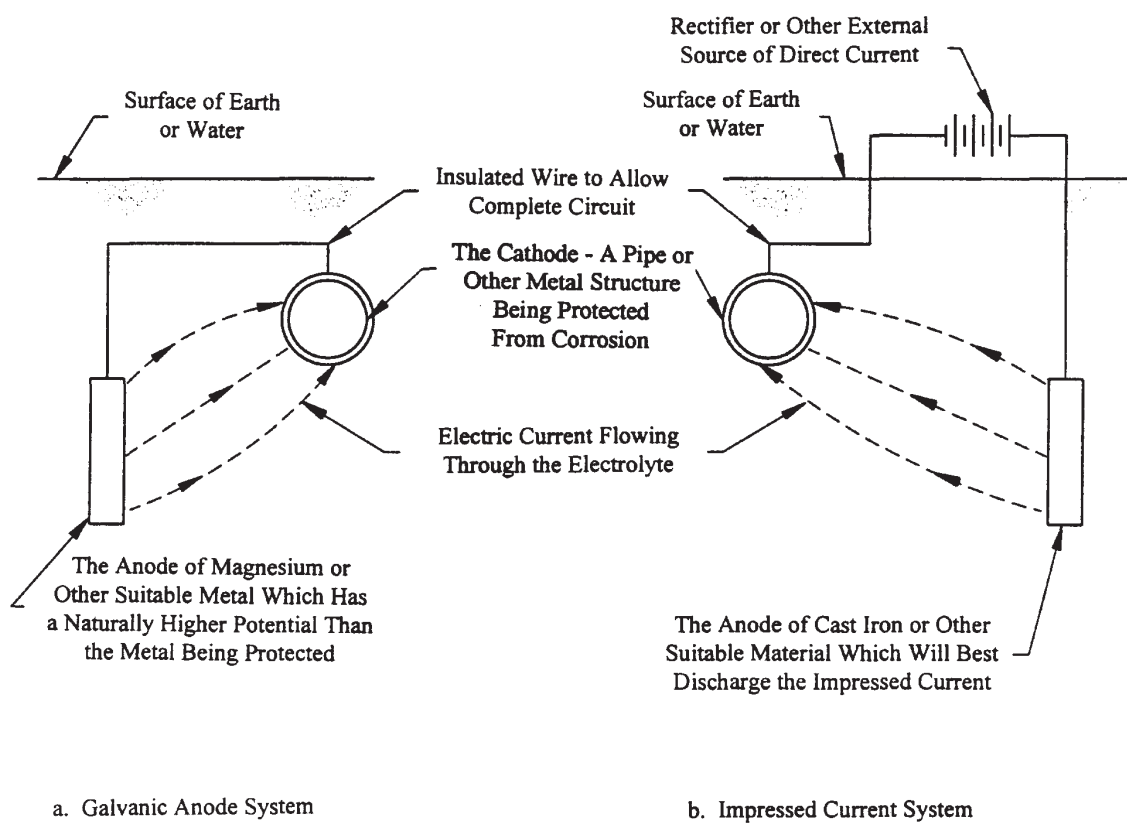 Rectifier or Other External
Source of Direct Current
Surface of Earth
or Water
Surface of Earth
or Water
Insulated Wire to Allow
Complete Circuit
The Cathode - A Pipe or
Other Metal Structure
Being Protected
From Corrosion
Electric Current Flowing
Through the Electrolyte
The Anode of Magnesium or
Other Suitable Metal Which Has
a Naturally Higher Potential Than
the Metal Being Protected
The Anode of Cast Iron or Other
Suitable Material Which Will Best
Discharge the Impressed Current
a. Galvanic Anode System
b. Impressed Current System